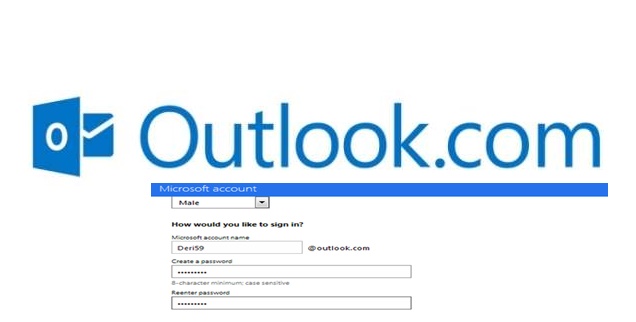 Outlook.com
Microsoft account
Male
How would you like to sign in?
Microsoft account name
Deri59 @outlook.com
Create a password
•••••••••
8-character minimum; case sensitive
Reenter password
•••••••••